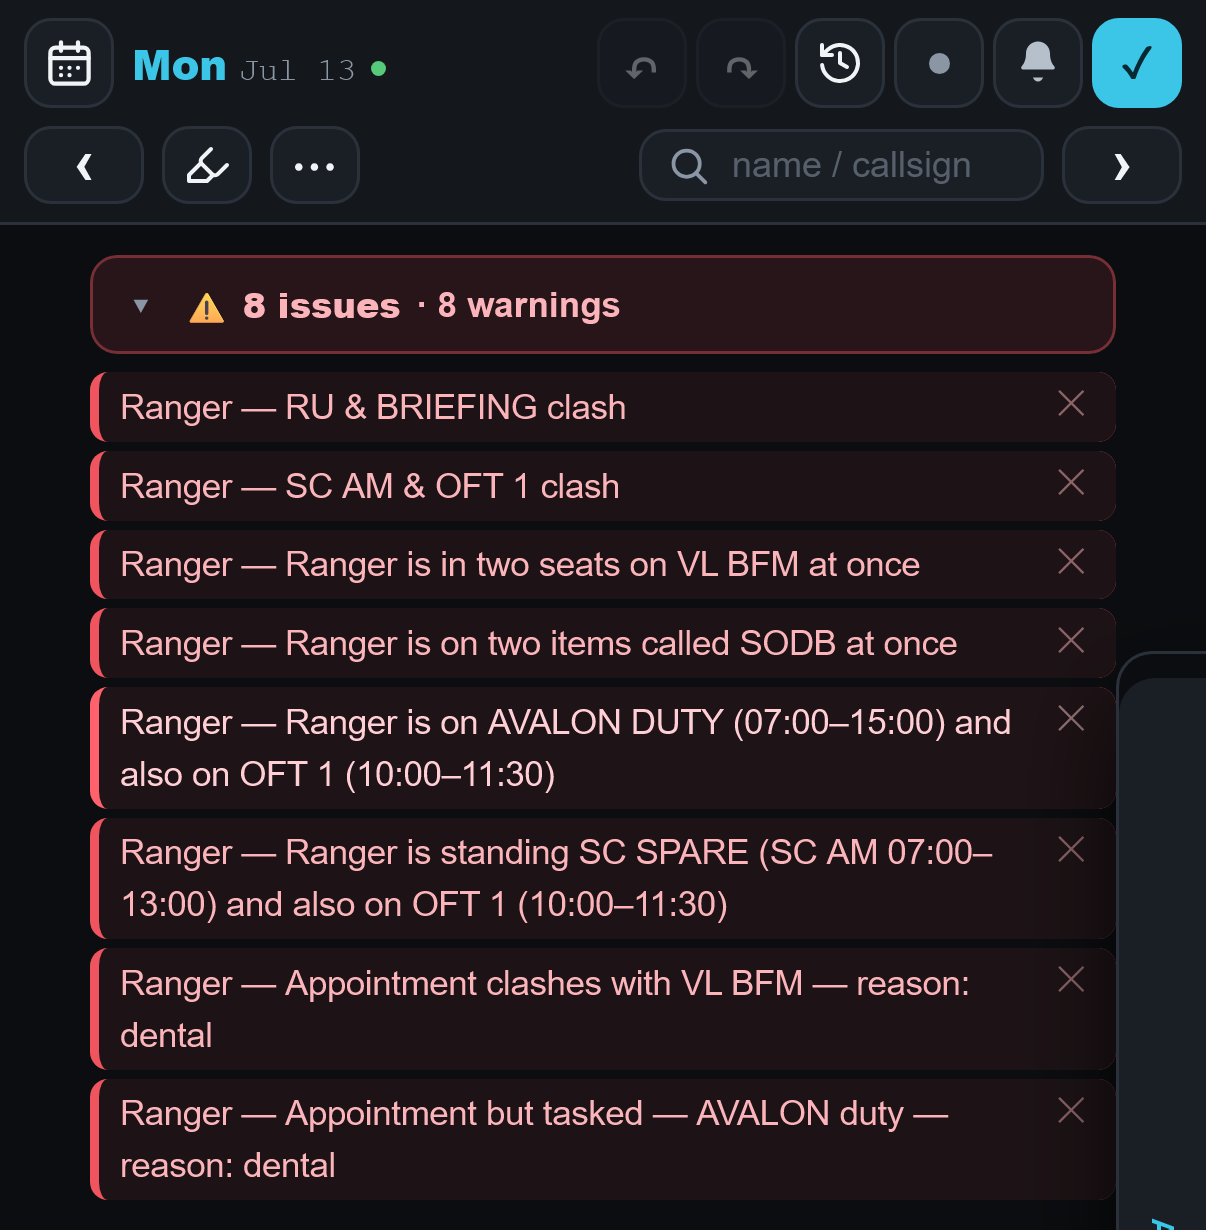 Mon Jul 13
name / callsign
8 issues · 8 warnings
Ranger — RU & BRIEFING clash
Ranger — SC AM & OFT 1 clash
Ranger — Ranger is in two seats on VL BFM at once
Ranger — Ranger is on two items called SODB at once
Ranger — Ranger is on AVALON DUTY (07:00–15:00) and
also on OFT 1 (10:00–11:30)
Ranger — Ranger is standing SC SPARE (SC AM 07:00–
13:00) and also on OFT 1 (10:00–11:30)
Ranger — Appointment clashes with VL BFM — reason:
dental
Ranger — Appointment but tasked — AVALON duty —
reason: dental